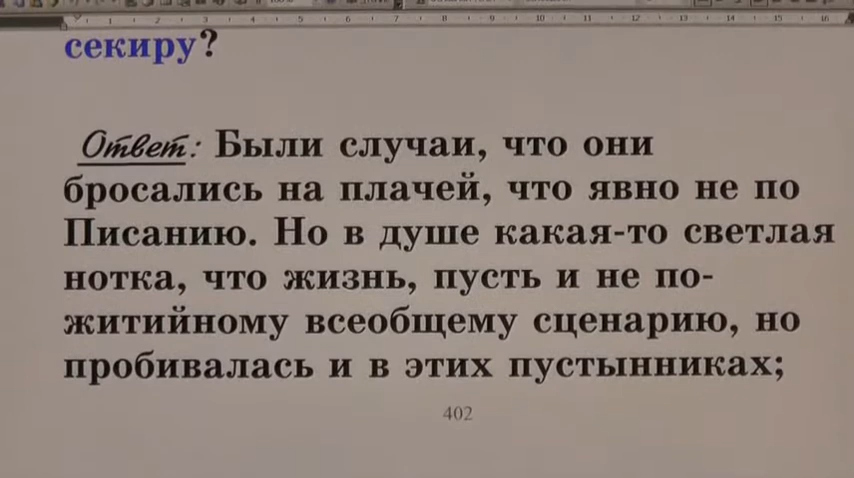 секиру?
Ответ: Были случаи, что они
бросались на плачей, что явно не по
Писанию. Но в душе какая-то светлая
нотка, что жизнь, пусть и не по-
житийному всеобщему сценарию, но
пробивалась и в этих пустынниках;
402